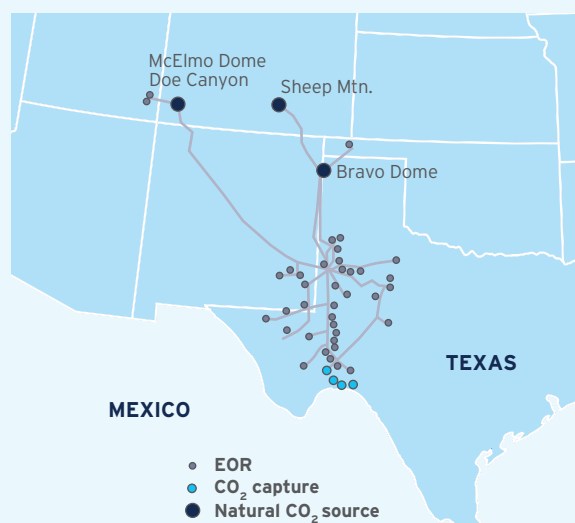 McElmo Dome
Doe Canyon
Sheep Mtn.
Bravo Dome
TEXAS
MEXICO
EOR
CO₂ capture
Natural CO₂ source